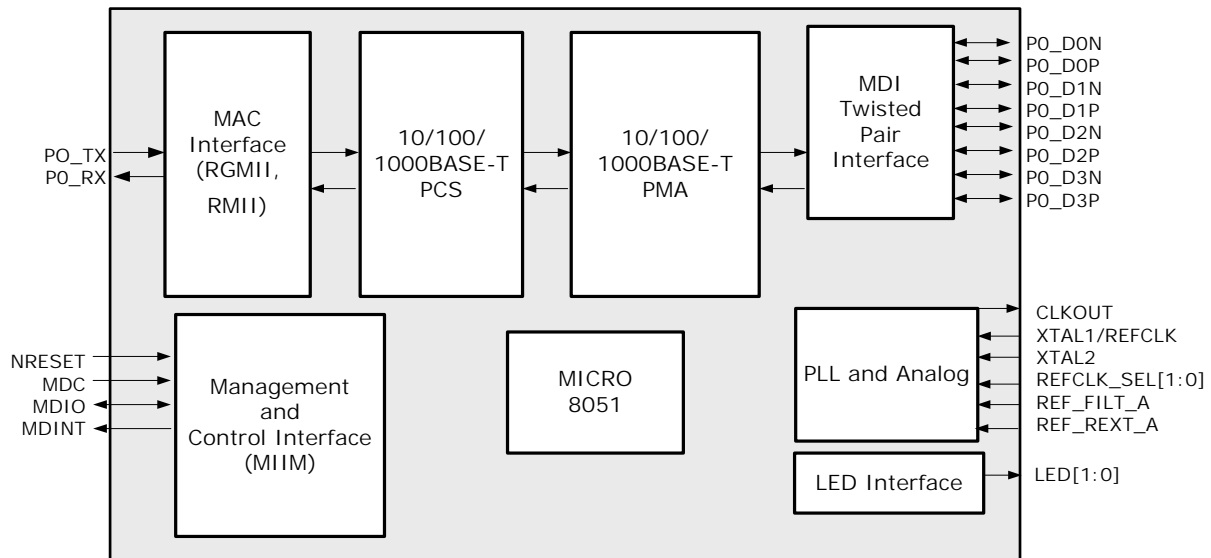 PO_TX
P0_RX
MAC
Interface
(RGMII,
RMII)
10/100/
1000BASE-T
PCS
10/100/
1000BASE-T
PMA
MDI
Twisted
Pair
Interface
P0_D0N
P0_D0P
P0_D1N
P0_D1P
P0_D2N
P0_D2P
P0_D3N
P0_D3P
NRESET
MDC
MDIO
MDINT
Management
and
Control Interface
(MIIM)
MICRO
8051
PLL and Analog
CLKOUT
XTAL1/REFCLK
XTAL2
REFCLK_SEL[1:0]
REF_FILT_A
REF_REXT_A
LED Interface
LED[1:0]